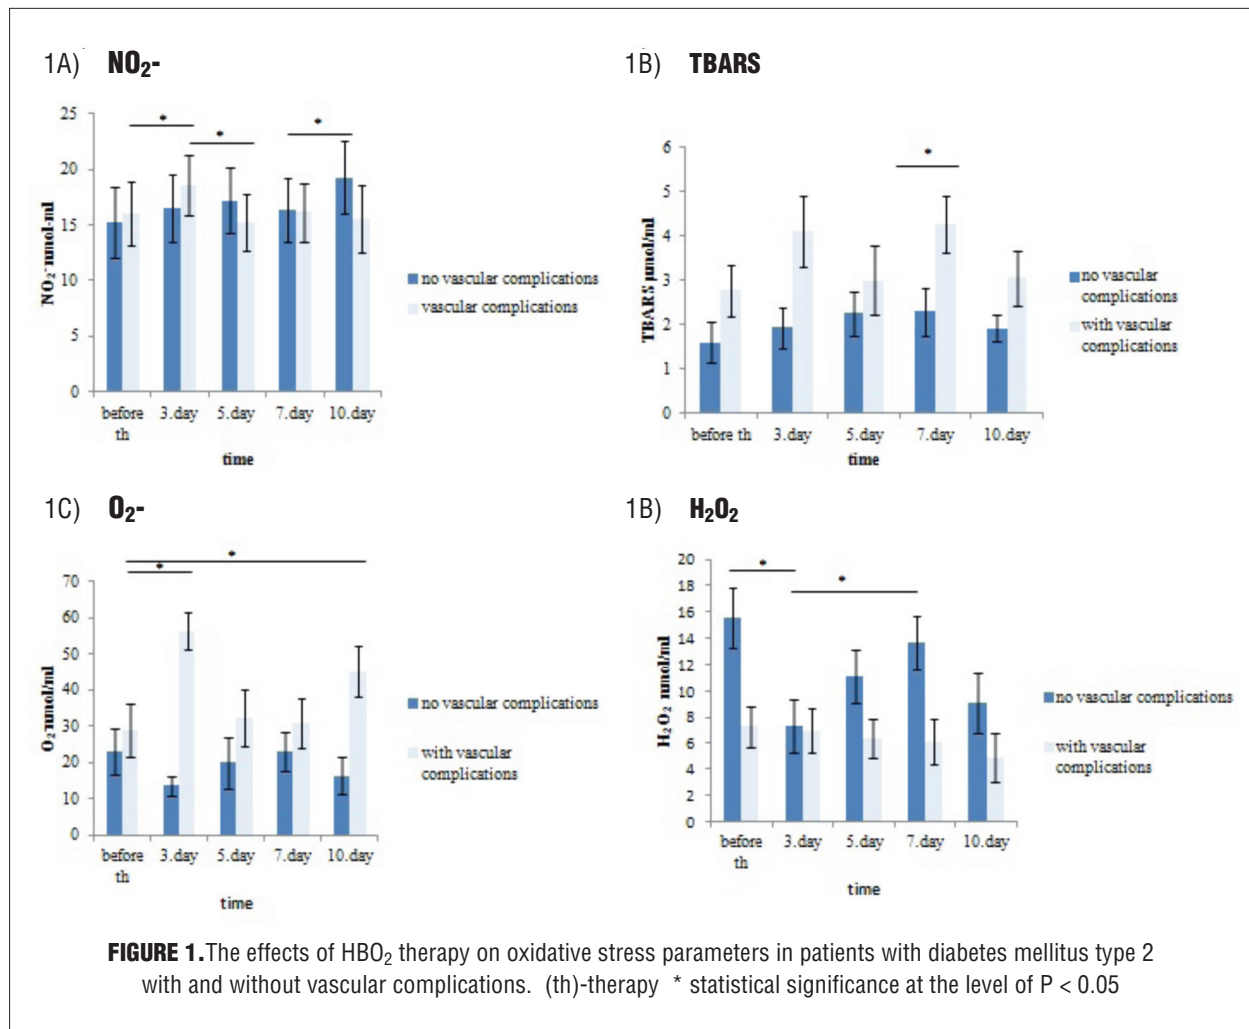 1A) NO₂-
25
20
15
10
5
0
NO₂- nmol-ml
*
*
*
before th
3.day
5.day
7.day
10.day
time
no vascular complications
vascular complications
1B) TBARS
6
5
4
3
2
1
0
TBARS µmol/ml
*
before th
3.day
5.day
7.day
10.day
time
no vascular
complications
with vascular
complications
1C) O₂-
70
60
50
40
30
20
10
0
O₂- nmol/ml
*
*
before
th
3.day
5.day
7.day
10.day
time
no vascular complications
with vascular
complications
1B) H₂O₂
20
18
16
14
12
10
8
6
4
2
0
H₂O₂ nmol/ml
*
*
before
th
3.day
5.day
7.day
10.day
time
no vascular complications
with vascular
complications
FIGURE 1.The effects of HBO₂ therapy on oxidative stress parameters in patients with diabetes mellitus type 2
with and without vascular complications. (th)-therapy * statistical significance at the level of P < 0.05